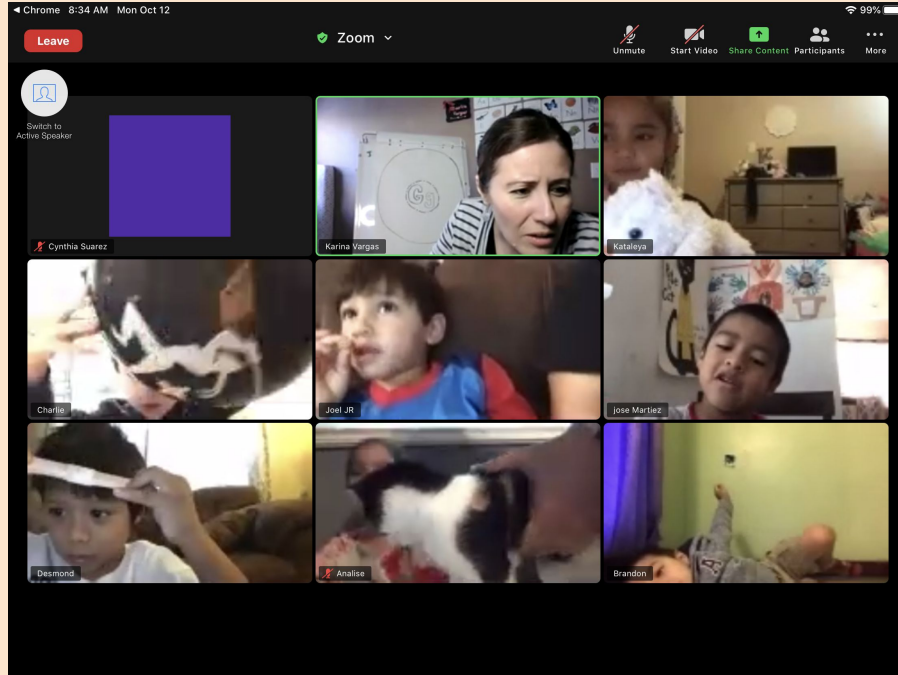 Chrome 8:34 AM Mon Oct 12
99%
Leave
Zoom
Unmute
Start Video
Share Content
Participants
More
Switch to
Active Speaker
Cynthia Suarez
Karina Vargas
Kataleya
Charlie
Joel JR
jose Martiez
Desmond
Analise
Brandon